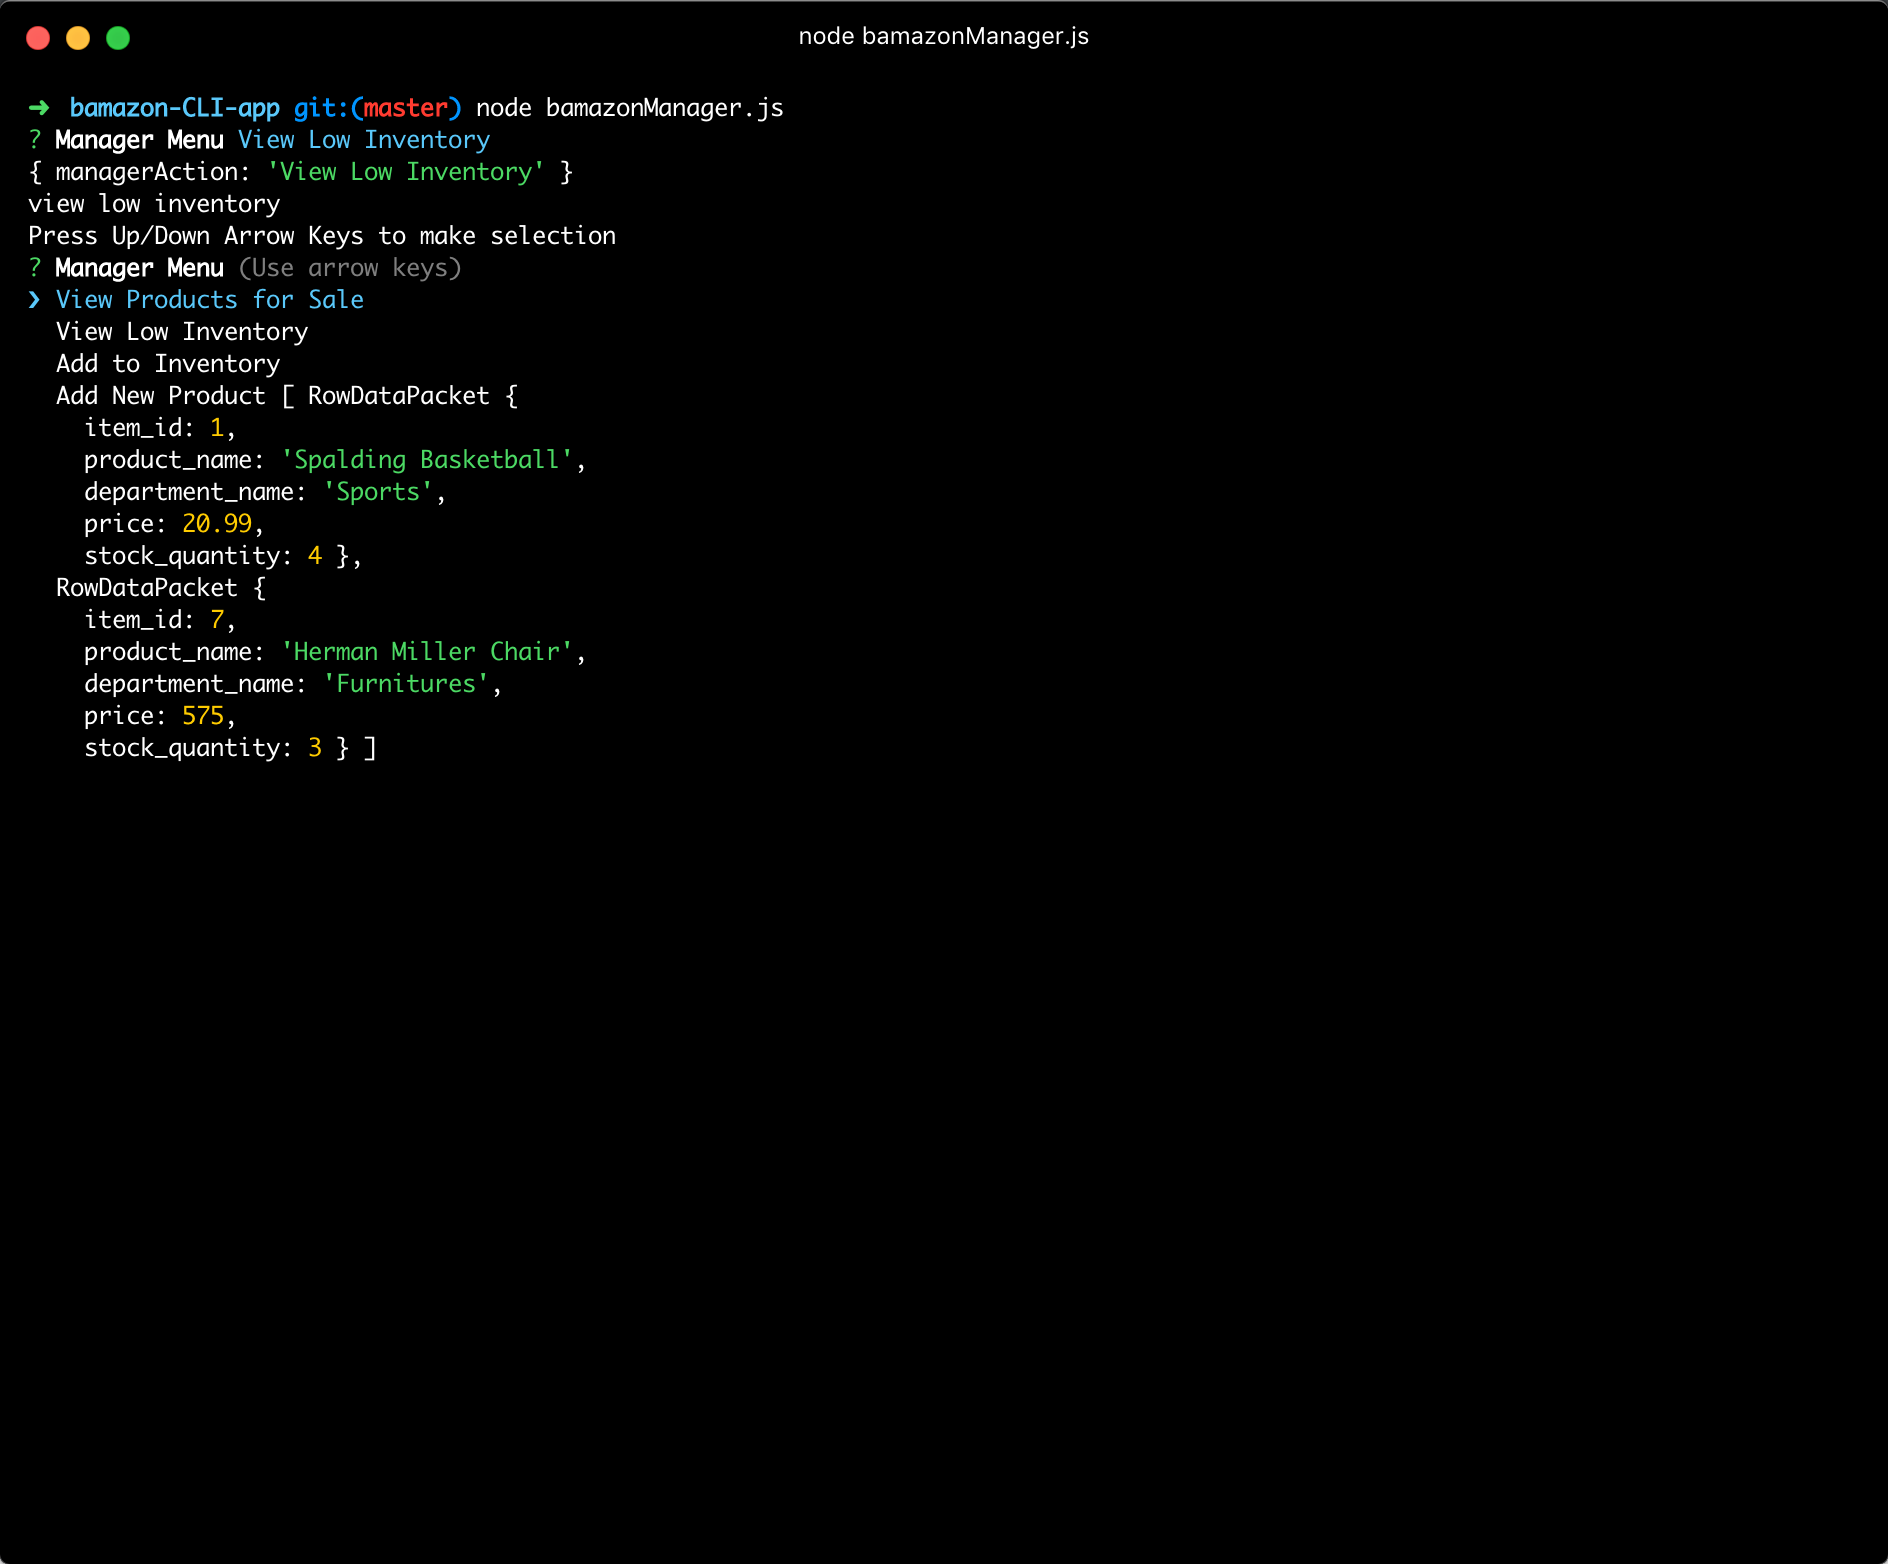 node bamazonManager.js
➜  bamazon-CLI-app git:(master) node bamazonManager.js
? Manager Menu View Low Inventory
{ managerAction: 'View Low Inventory' }
view low inventory
Press Up/Down Arrow Keys to make selection
? Manager Menu (Use arrow keys)
❯ View Products for Sale
  View Low Inventory
  Add to Inventory
  Add New Product [ RowDataPacket {
    item_id: 1,
    product_name: 'Spalding Basketball',
    department_name: 'Sports',
    price: 20.99,
    stock_quantity: 4 },
  RowDataPacket {
    item_id: 7,
    product_name: 'Herman Miller Chair',
    department_name: 'Furnitures',
    price: 575,
    stock_quantity: 3 } ]